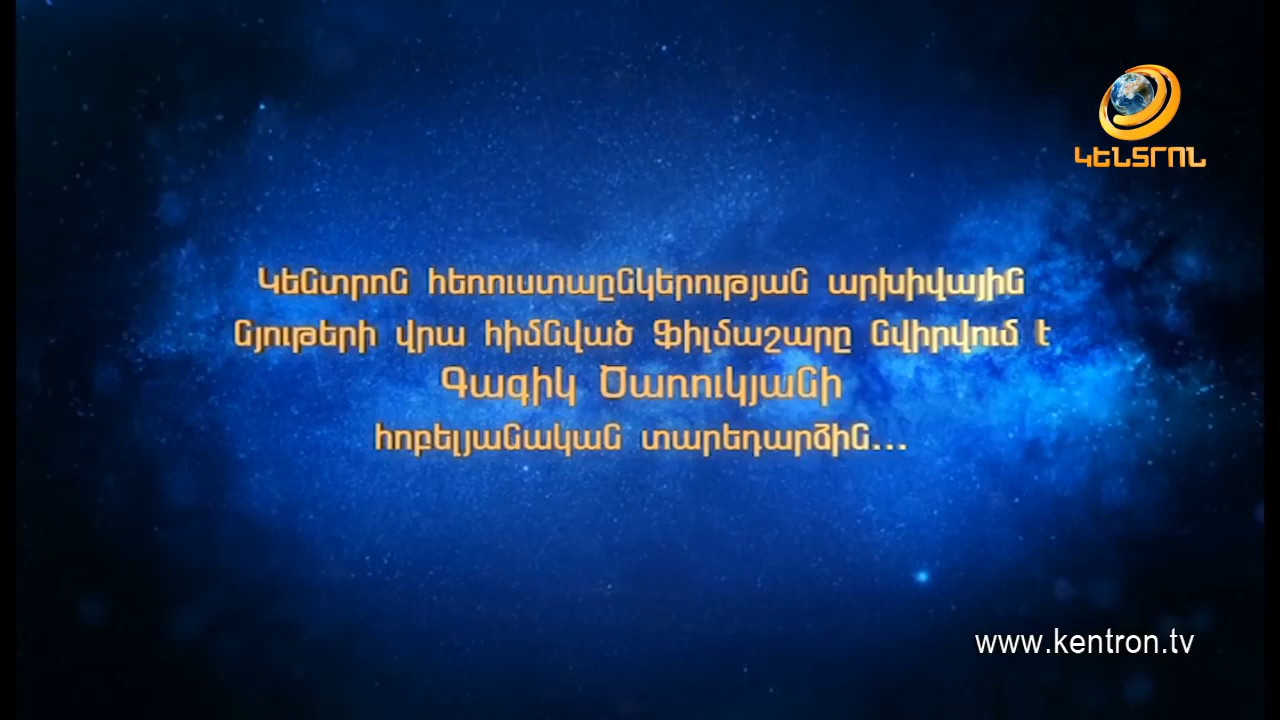 ԿԵՆՏՐՈՆ
Կենտրոն հեռուստաընկերության արխիվային
նյութերի վրա հիմնված ֆիլմաշարը նվիրվում է
Գագիկ Ծառուկյանի
հոբելյանական տարեդարձին...
www.kentron.tv